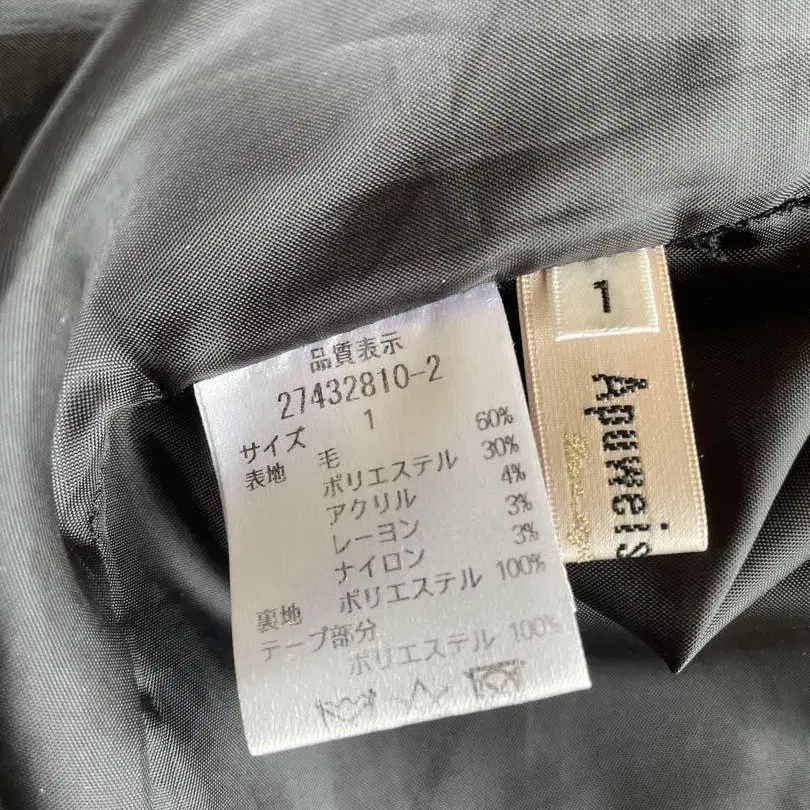 品質表示
27432810-2
サイズ 1
表地 毛 60%
ポリエステル 30%
アクリル 4%
レーヨン 3%
ナイロン 3%
裏地 ポリエステル 100%
テープ部分
ポリエステル 100%
1
Apuweis